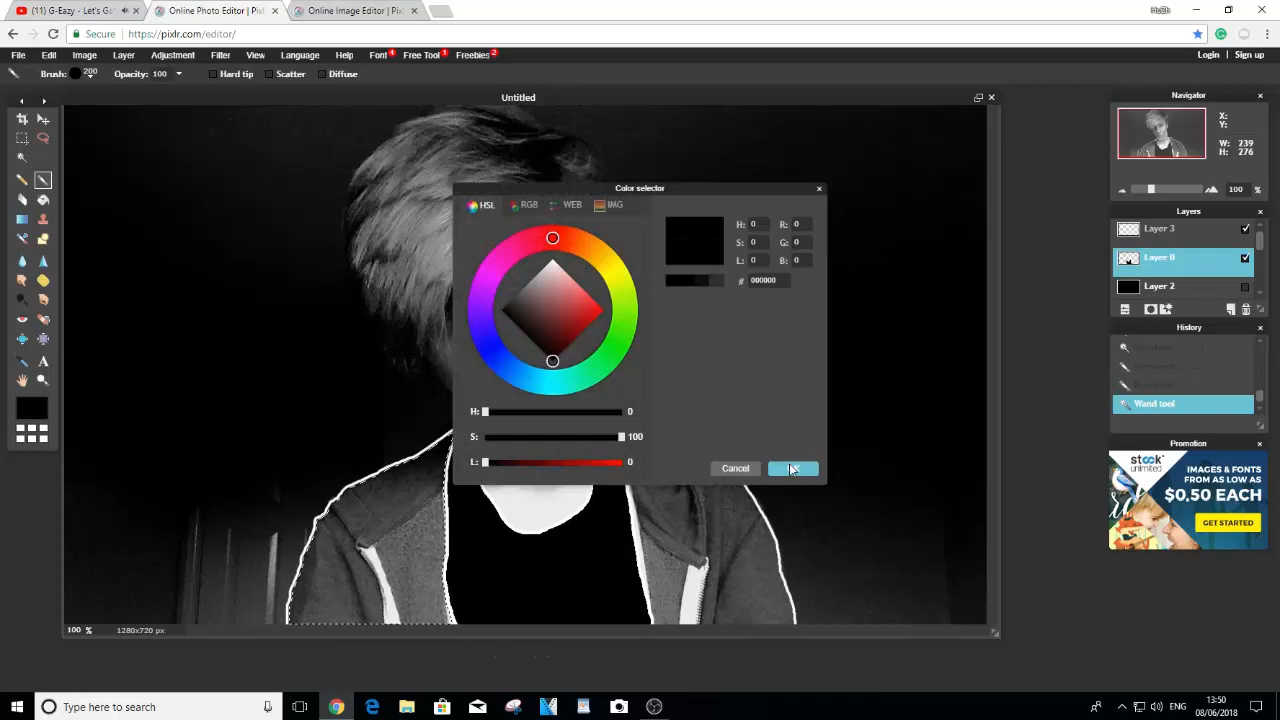 (11) G-Eazy - Let's Ge
Online Photo Editor | Pixl
Online Image Editor | Pixl
Secure
https://pixlr.com/editor/
File Edit Image Layer Adjustment Filter View Language Help Font 4 Free Tool 1 Freebies 2
Login Sign up
Brush: 200 Opacity: 100 Hard tip Scatter Diffuse
Untitled
Navigator
X:
Y:
W: 239
H: 276
100 %
Color selector
HSL RGB WEB IMG
H: 0 R: 0
S: 0 G: 0
L: 0 B: 0
# 000000
H: 0
S: 100
L: 0
Cancel
Layers
Layer 3
Layer 0
Layer 2
History
Wand tool
Promotion
stock
unlimited
IMAGES & FONTS
FROM AS LOW AS
$0,50 EACH
GET STARTED
100 % 1280x720 px
Type here to search
ENG
13:50
08/06/2018